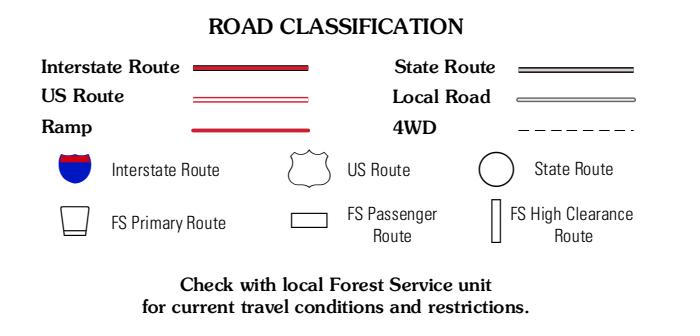 ROAD CLASSIFICATION
Interstate Route
State Route
US Route
Local Road
Ramp
4WD
Interstate Route
US Route
State Route
FS Primary Route
FS Passenger
Route
FS High Clearance
Route
Check with local Forest Service unit
for current travel conditions and restrictions.